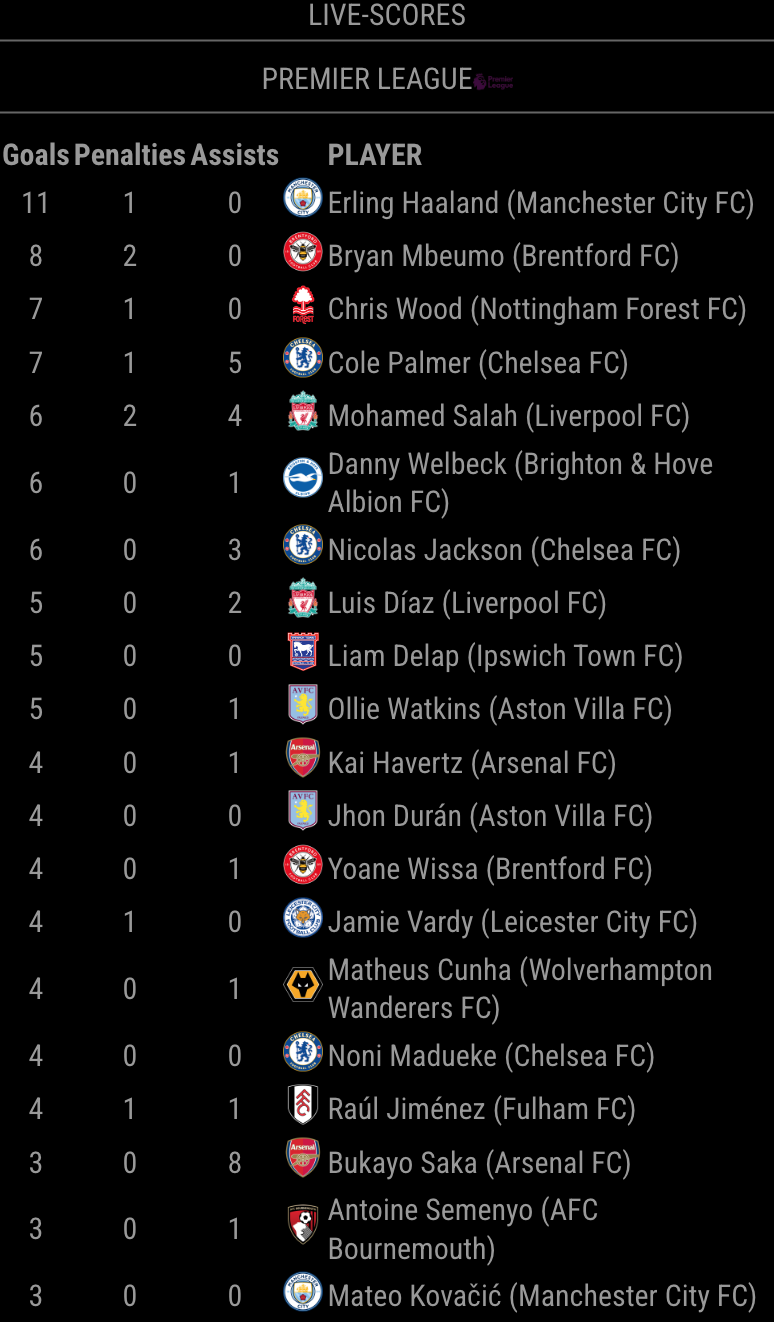 LIVE-SCORES
PREMIER LEAGUE Premier League
Goals Penalties Assists PLAYER
11 1 0 Erling Haaland (Manchester City FC)
8 2 0 Bryan Mbeumo (Brentford FC)
7 1 0 Chris Wood (Nottingham Forest FC)
7 1 5 Cole Palmer (Chelsea FC)
6 2 4 Mohamed Salah (Liverpool FC)
6 0 1 Danny Welbeck (Brighton & Hove
Albion FC)
6 0 3 Nicolas Jackson (Chelsea FC)
5 0 2 Luis Díaz (Liverpool FC)
5 0 0 Liam Delap (Ipswich Town FC)
5 0 1 Ollie Watkins (Aston Villa FC)
4 0 1 Kai Havertz (Arsenal FC)
4 0 0 Jhon Durán (Aston Villa FC)
4 0 1 Yoane Wissa (Brentford FC)
4 1 0 Jamie Vardy (Leicester City FC)
4 0 1 Matheus Cunha (Wolverhampton
Wanderers FC)
4 0 0 Noni Madueke (Chelsea FC)
4 1 1 Raúl Jiménez (Fulham FC)
3 0 8 Bukayo Saka (Arsenal FC)
3 0 1 Antoine Semenyo (AFC
Bournemouth)
3 0 0 Mateo Kovačić (Manchester City FC)